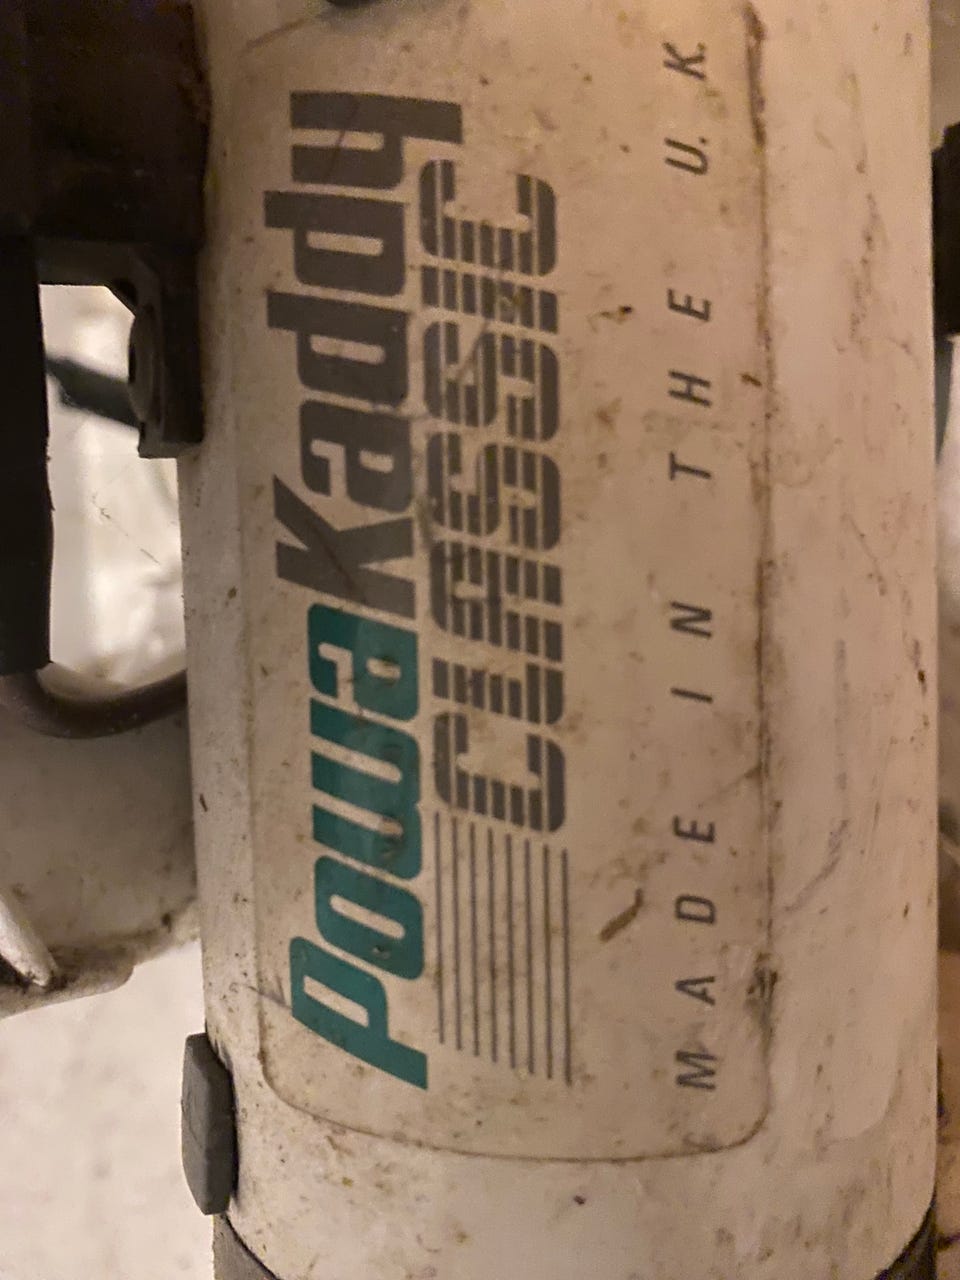 PowaKaddy
CLASSIC
MADE IN THE U.K.